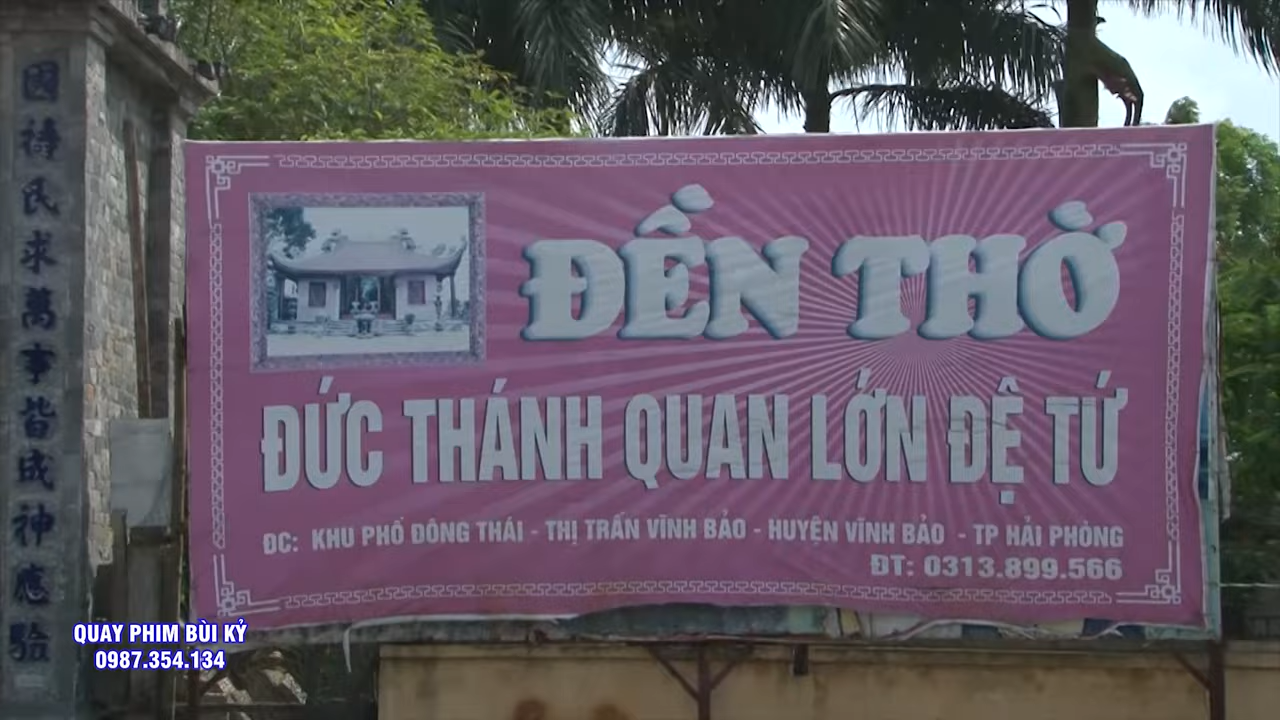 國禱民求萬事皆成神應驗
ĐỀN THỜ
ĐỨC THÁNH QUAN LỚN ĐỆ TỨ
ĐC: KHU PHỐ ĐÔNG THÁI - THỊ TRẤN VĨNH BẢO - HUYỆN VĨNH BẢO - TP HẢI PHÒNG
ĐT: 0313.899.566
QUAY PHIM BÙI KỶ
0987.354.134